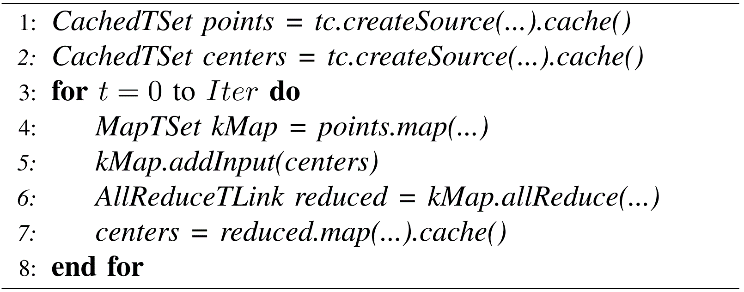 1: CachedTSet points = tc.createSource(...).cache()
2: CachedTSet centers = tc.createSource(...).cache()
3: for t = 0 to Iter do
4: MapTSet kMap = points.map(...)
5: kMap.addInput(centers)
6: AllReduceTLink reduced = kMap.allReduce(...)
7: centers = reduced.map(...).cache()
8: end for